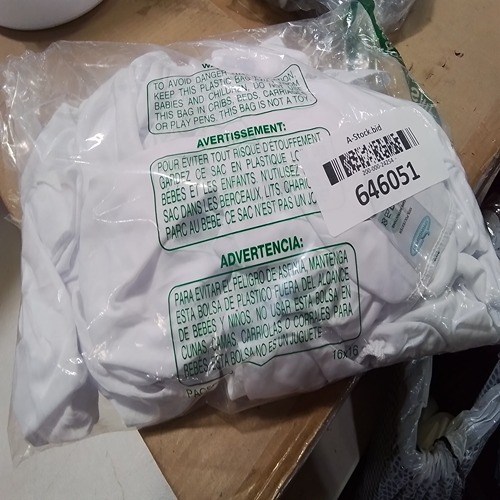 TO AVOID DANGER
KEEP THIS PLASTIC BAG
BABIES AND CHILDREN. DO NOT
THIS BAG IN CRIBS, BEDS, CARRIAGES
OR PLAY PENS. THIS BAG IS NOT A TOY
AVERTISSEMENT:
POUR EVITER TOUT RISQUE D'ETOUFFEMENT
GARDEZ CE SAC EN PLASTIQUE
BEBES ET LES ENFANTS. N'UTILISEZ
SAC DANS LES BERCEAUX, LITS,
PARC AU BEBE. CE SAC N'EST PAS UN
A-Stock.bid
646051
ADVERTENCIA:
PARA EVITAR EL PELIGRO DE ASFIXIA, MANTENGA
ESTA BOLSA DE PLASTICO FUERA DEL ALCANCE
DE BEBES Y NINOS. NO USAR ESTA BOLSA EN
CUNAS, CAMAS, CARRIOLAS O CORRALES PARA
BEBES. ESTA BOLSA NO ES UN JUGUETE.
16x16